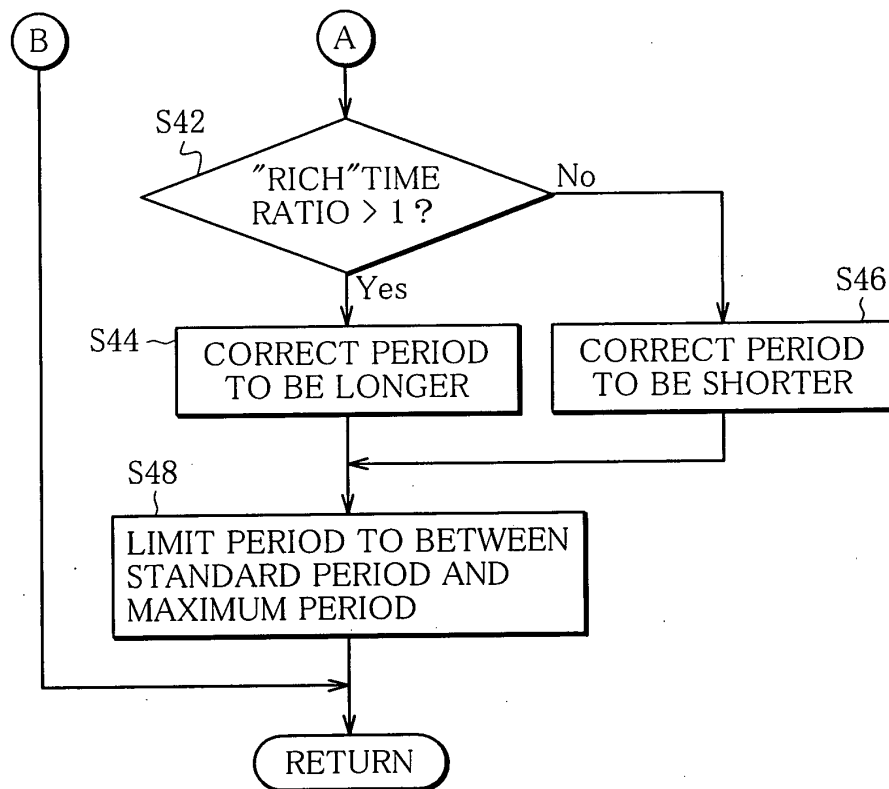 B
A
S42
"RICH" TIME
RATIO > 1 ?
No
Yes
S44
CORRECT PERIOD
TO BE LONGER
S46
CORRECT PERIOD
TO BE SHORTER
S48
LIMIT PERIOD TO BETWEEN
STANDARD PERIOD AND
MAXIMUM PERIOD
RETURN